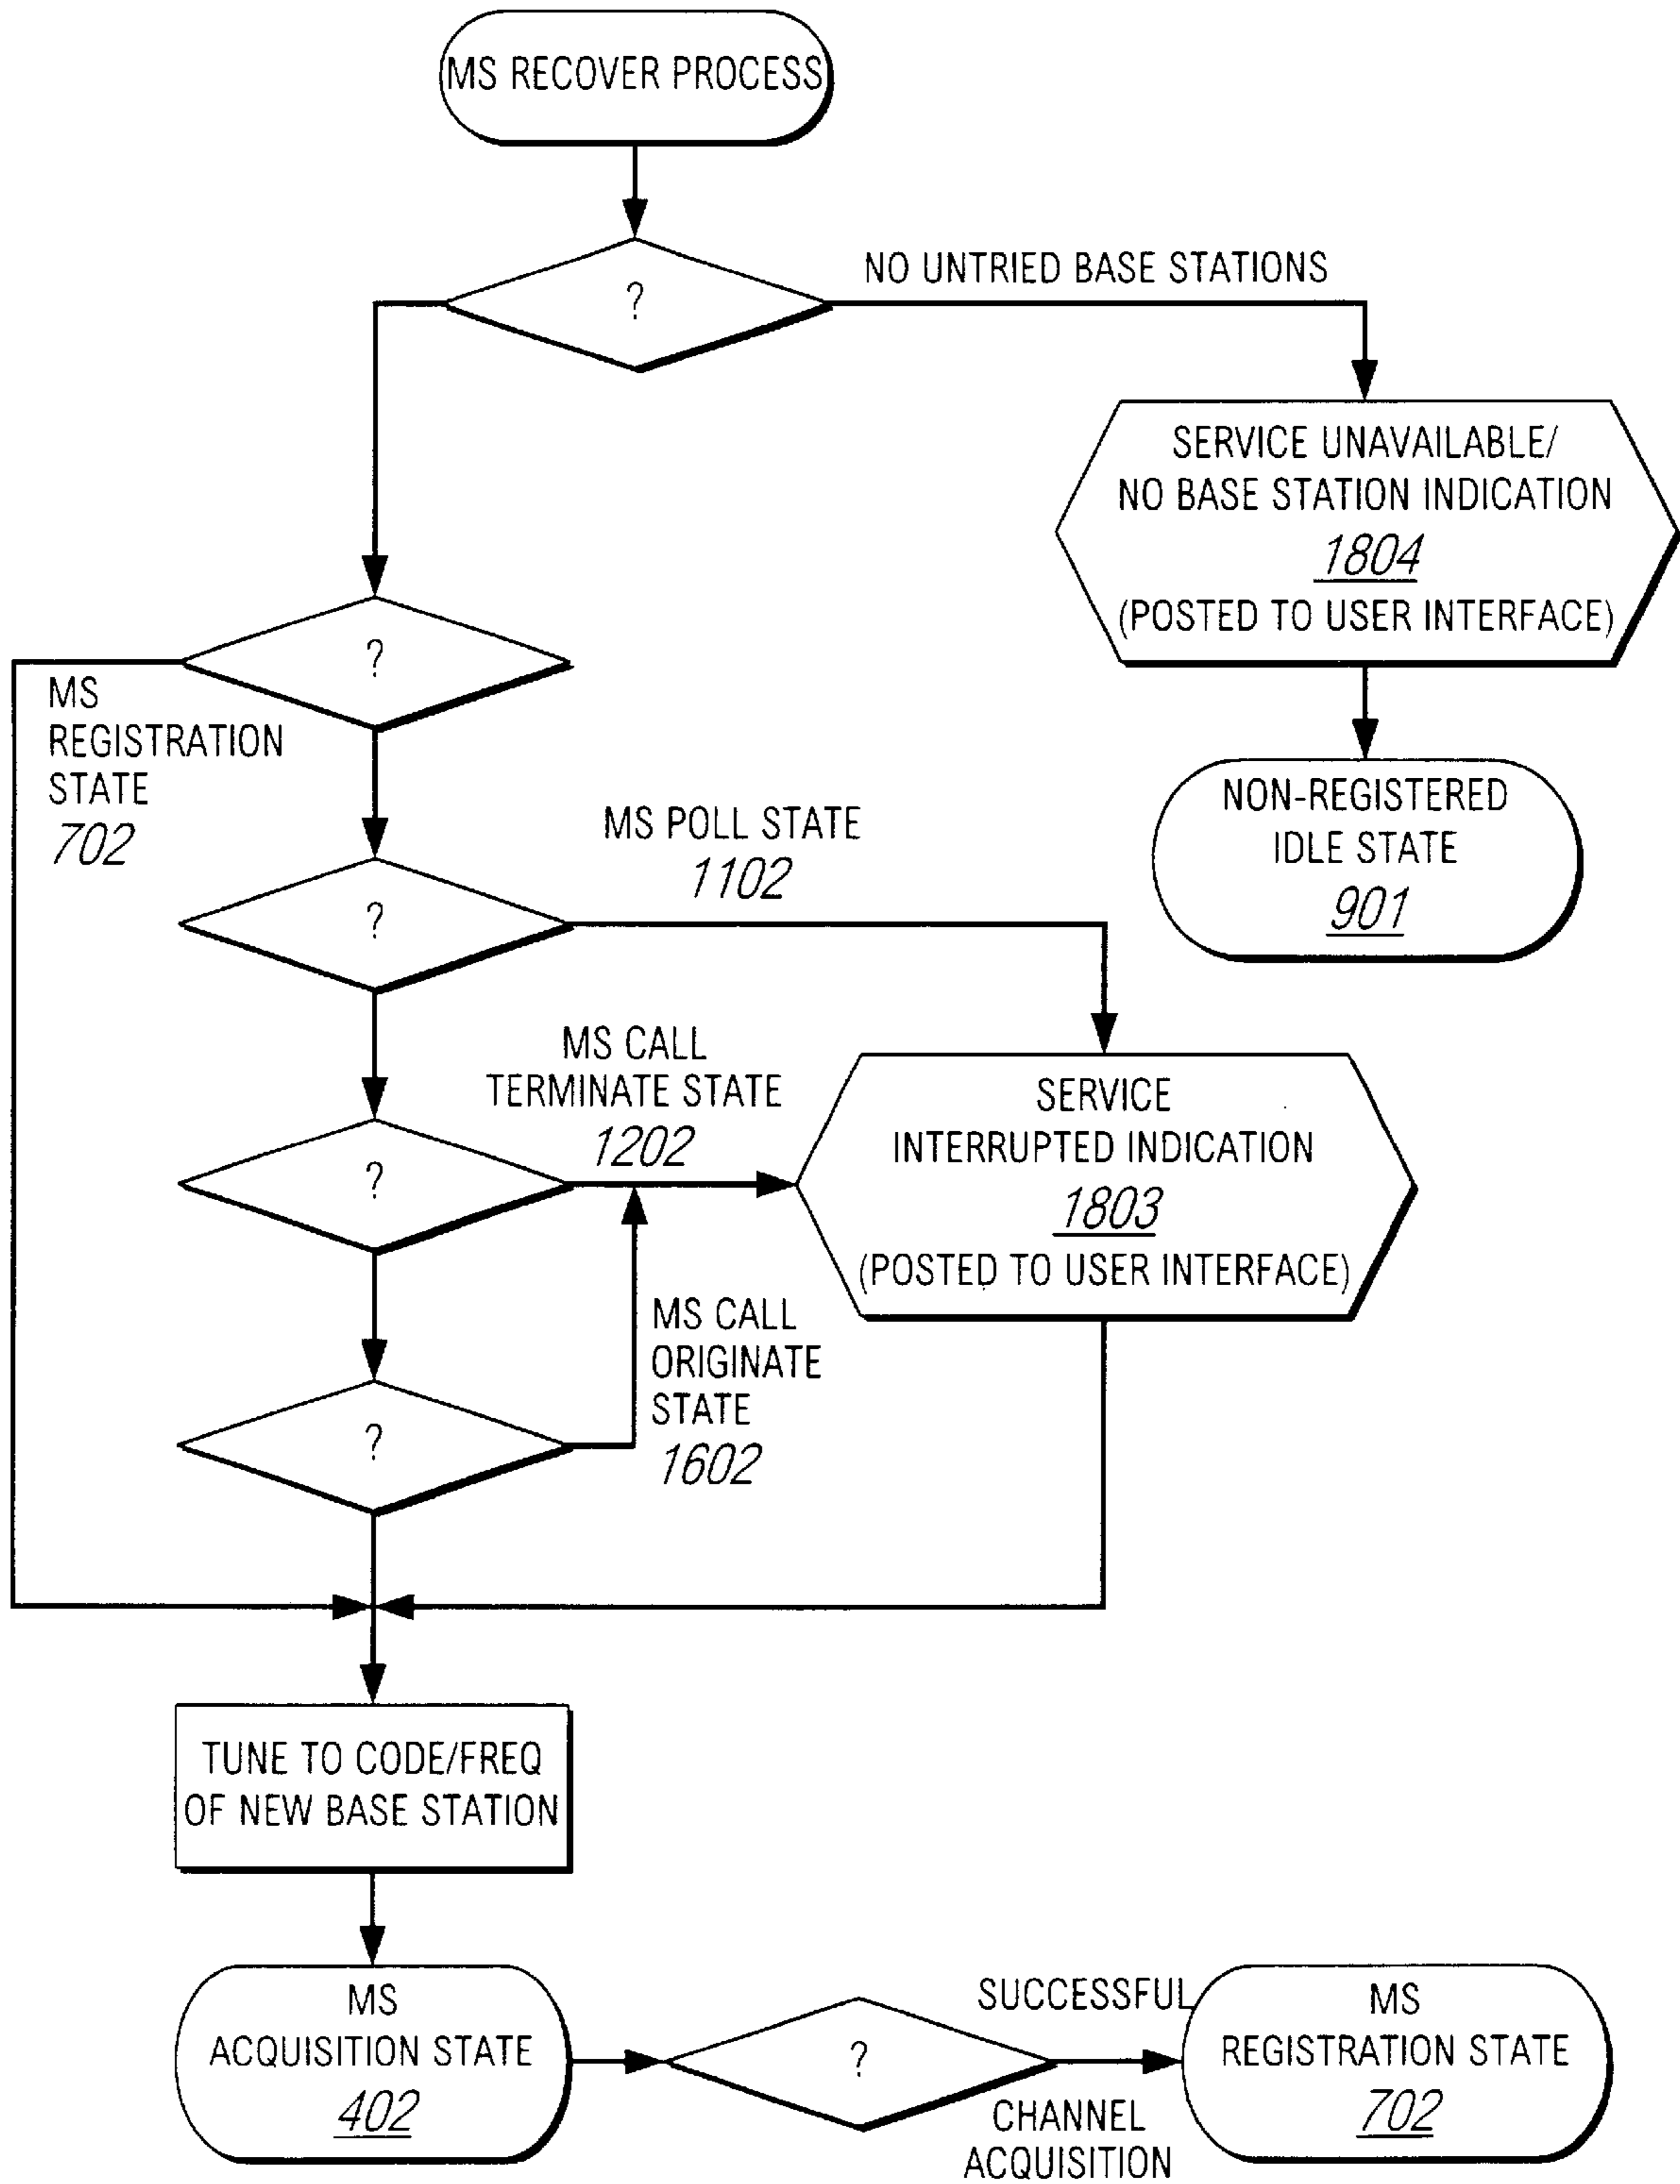 MS RECOVER PROCESS
?
NO UNTRIED BASE STATIONS
SERVICE UNAVAILABLE/
NO BASE STATION INDICATION
1804
(POSTED TO USER INTERFACE)
?
MS
REGISTRATION
STATE
702
NON-REGISTERED
IDLE STATE
901
MS POLL STATE
1102
?
MS CALL
TERMINATE STATE
1202
?
SERVICE
INTERRUPTED INDICATION
1803
(POSTED TO USER INTERFACE)
MS CALL
ORIGINATE
STATE
1602
?
TUNE TO CODE/FREQ
OF NEW BASE STATION
MS
ACQUISITION STATE
402
?
SUCCESSFUL
CHANNEL
ACQUISITION
MS
REGISTRATION STATE
702